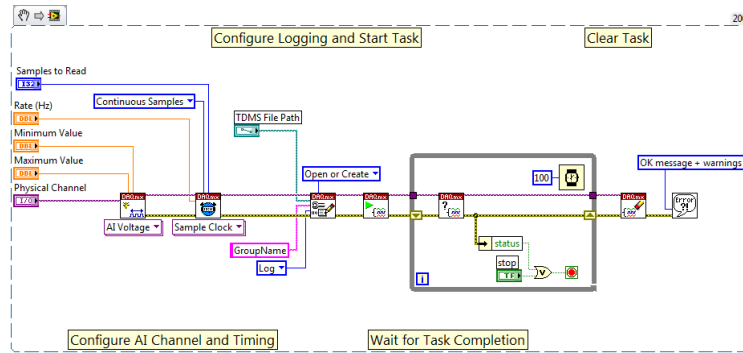 200
Configure Logging and Start Task
Clear Task
Samples to Read
I32
Continuous Samples
Rate (Hz)
DBL
TDMS File Path
Minimum Value
DBL
Maximum Value
DBL
Open or Create
100
OK message + warnings
Physical Channel
I/O
DAQmx
DAQmx
DAQmx
DAQmx
DAQmx
DAQmx
Error
?!
AI Voltage
Sample Clock
GroupName
status
Log
stop
TF
i
Configure AI Channel and Timing
Wait for Task Completion